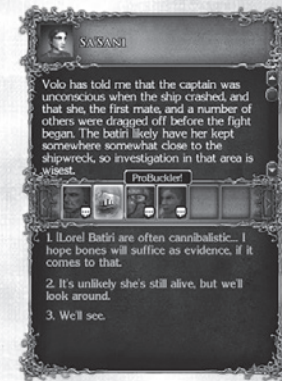 SA'SANI
Volo has told me that the captain was
unconscious when the ship crashed, and
that she, the first mate, and a number of
others were dragged off before the fight
began. The batiri likely have her kept
somewhere somewhat close to the
shipwreck, so investigation in that area is
wisest.
ProBuckler!
1. [Lore] Batiri are often cannibalistic... I
hope bones will suffice as evidence, if it
comes to that.
2. It's unlikely she's still alive, but we'll
look around.
3. We'll see.